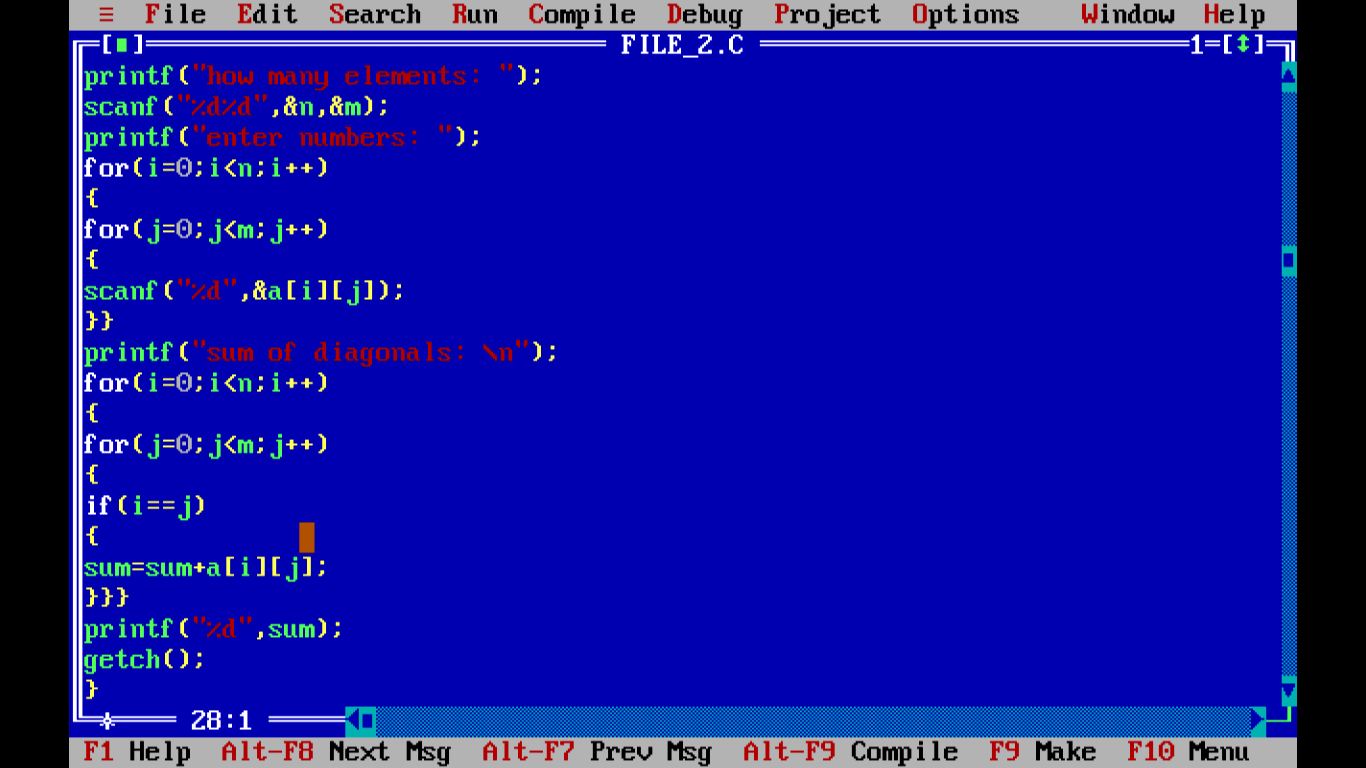 ≡ File Edit Search Run Compile Debug Project Options Window Help
[■] FILE_2.C 1=[↕]
printf("how many elements: ");
scanf("%d%d",&n,&m);
printf("enter numbers: ");
for(i=0;i<n;i++)
{
for(j=0;j<m;j++)
{
scanf("%d",&a[i][j]);
}}
printf("sum of diagonals: \n");
for(i=0;i<n;i++)
{
for(j=0;j<m;j++)
{
if(i==j)
{
sum=sum+a[i][j];
}}}
printf("%d",sum);
getch();
}
28:1
F1 Help Alt-F8 Next Msg Alt-F7 Prev Msg Alt-F9 Compile F9 Make F10 Menu